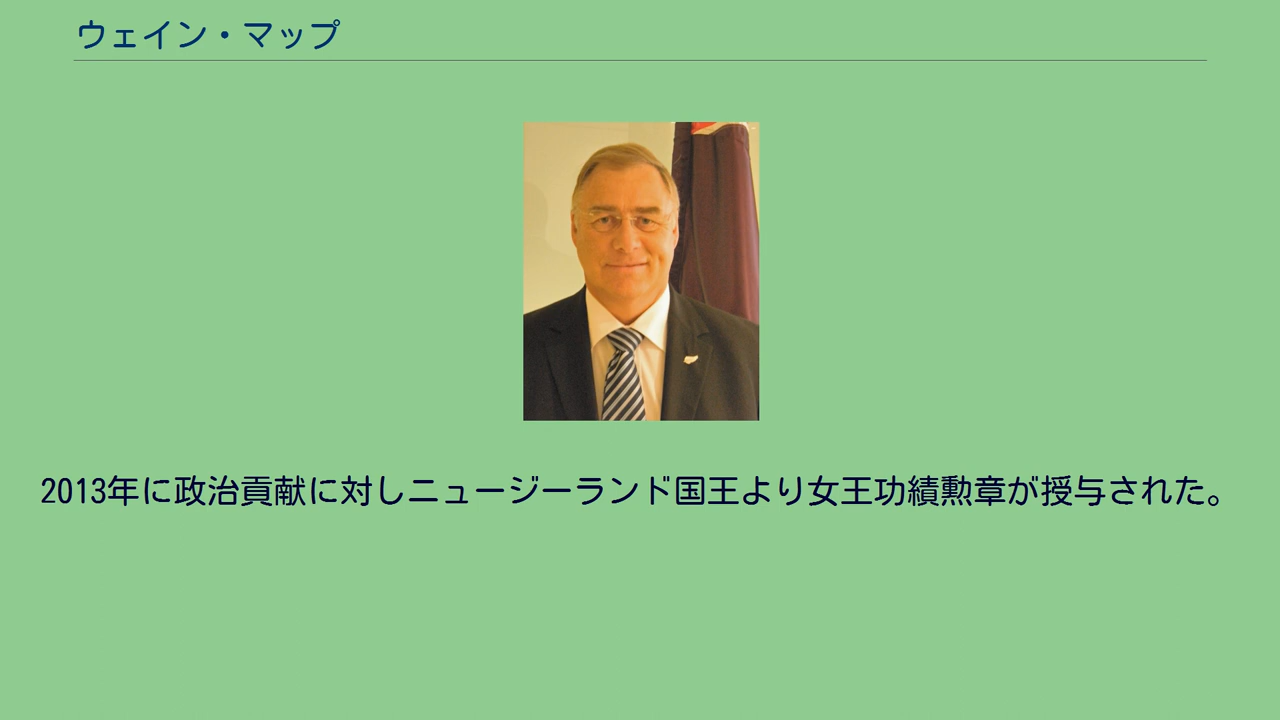 ウェイン・マップ
2013年に政治貢献に対しニュージーランド国王より女王功績勲章が授与された。